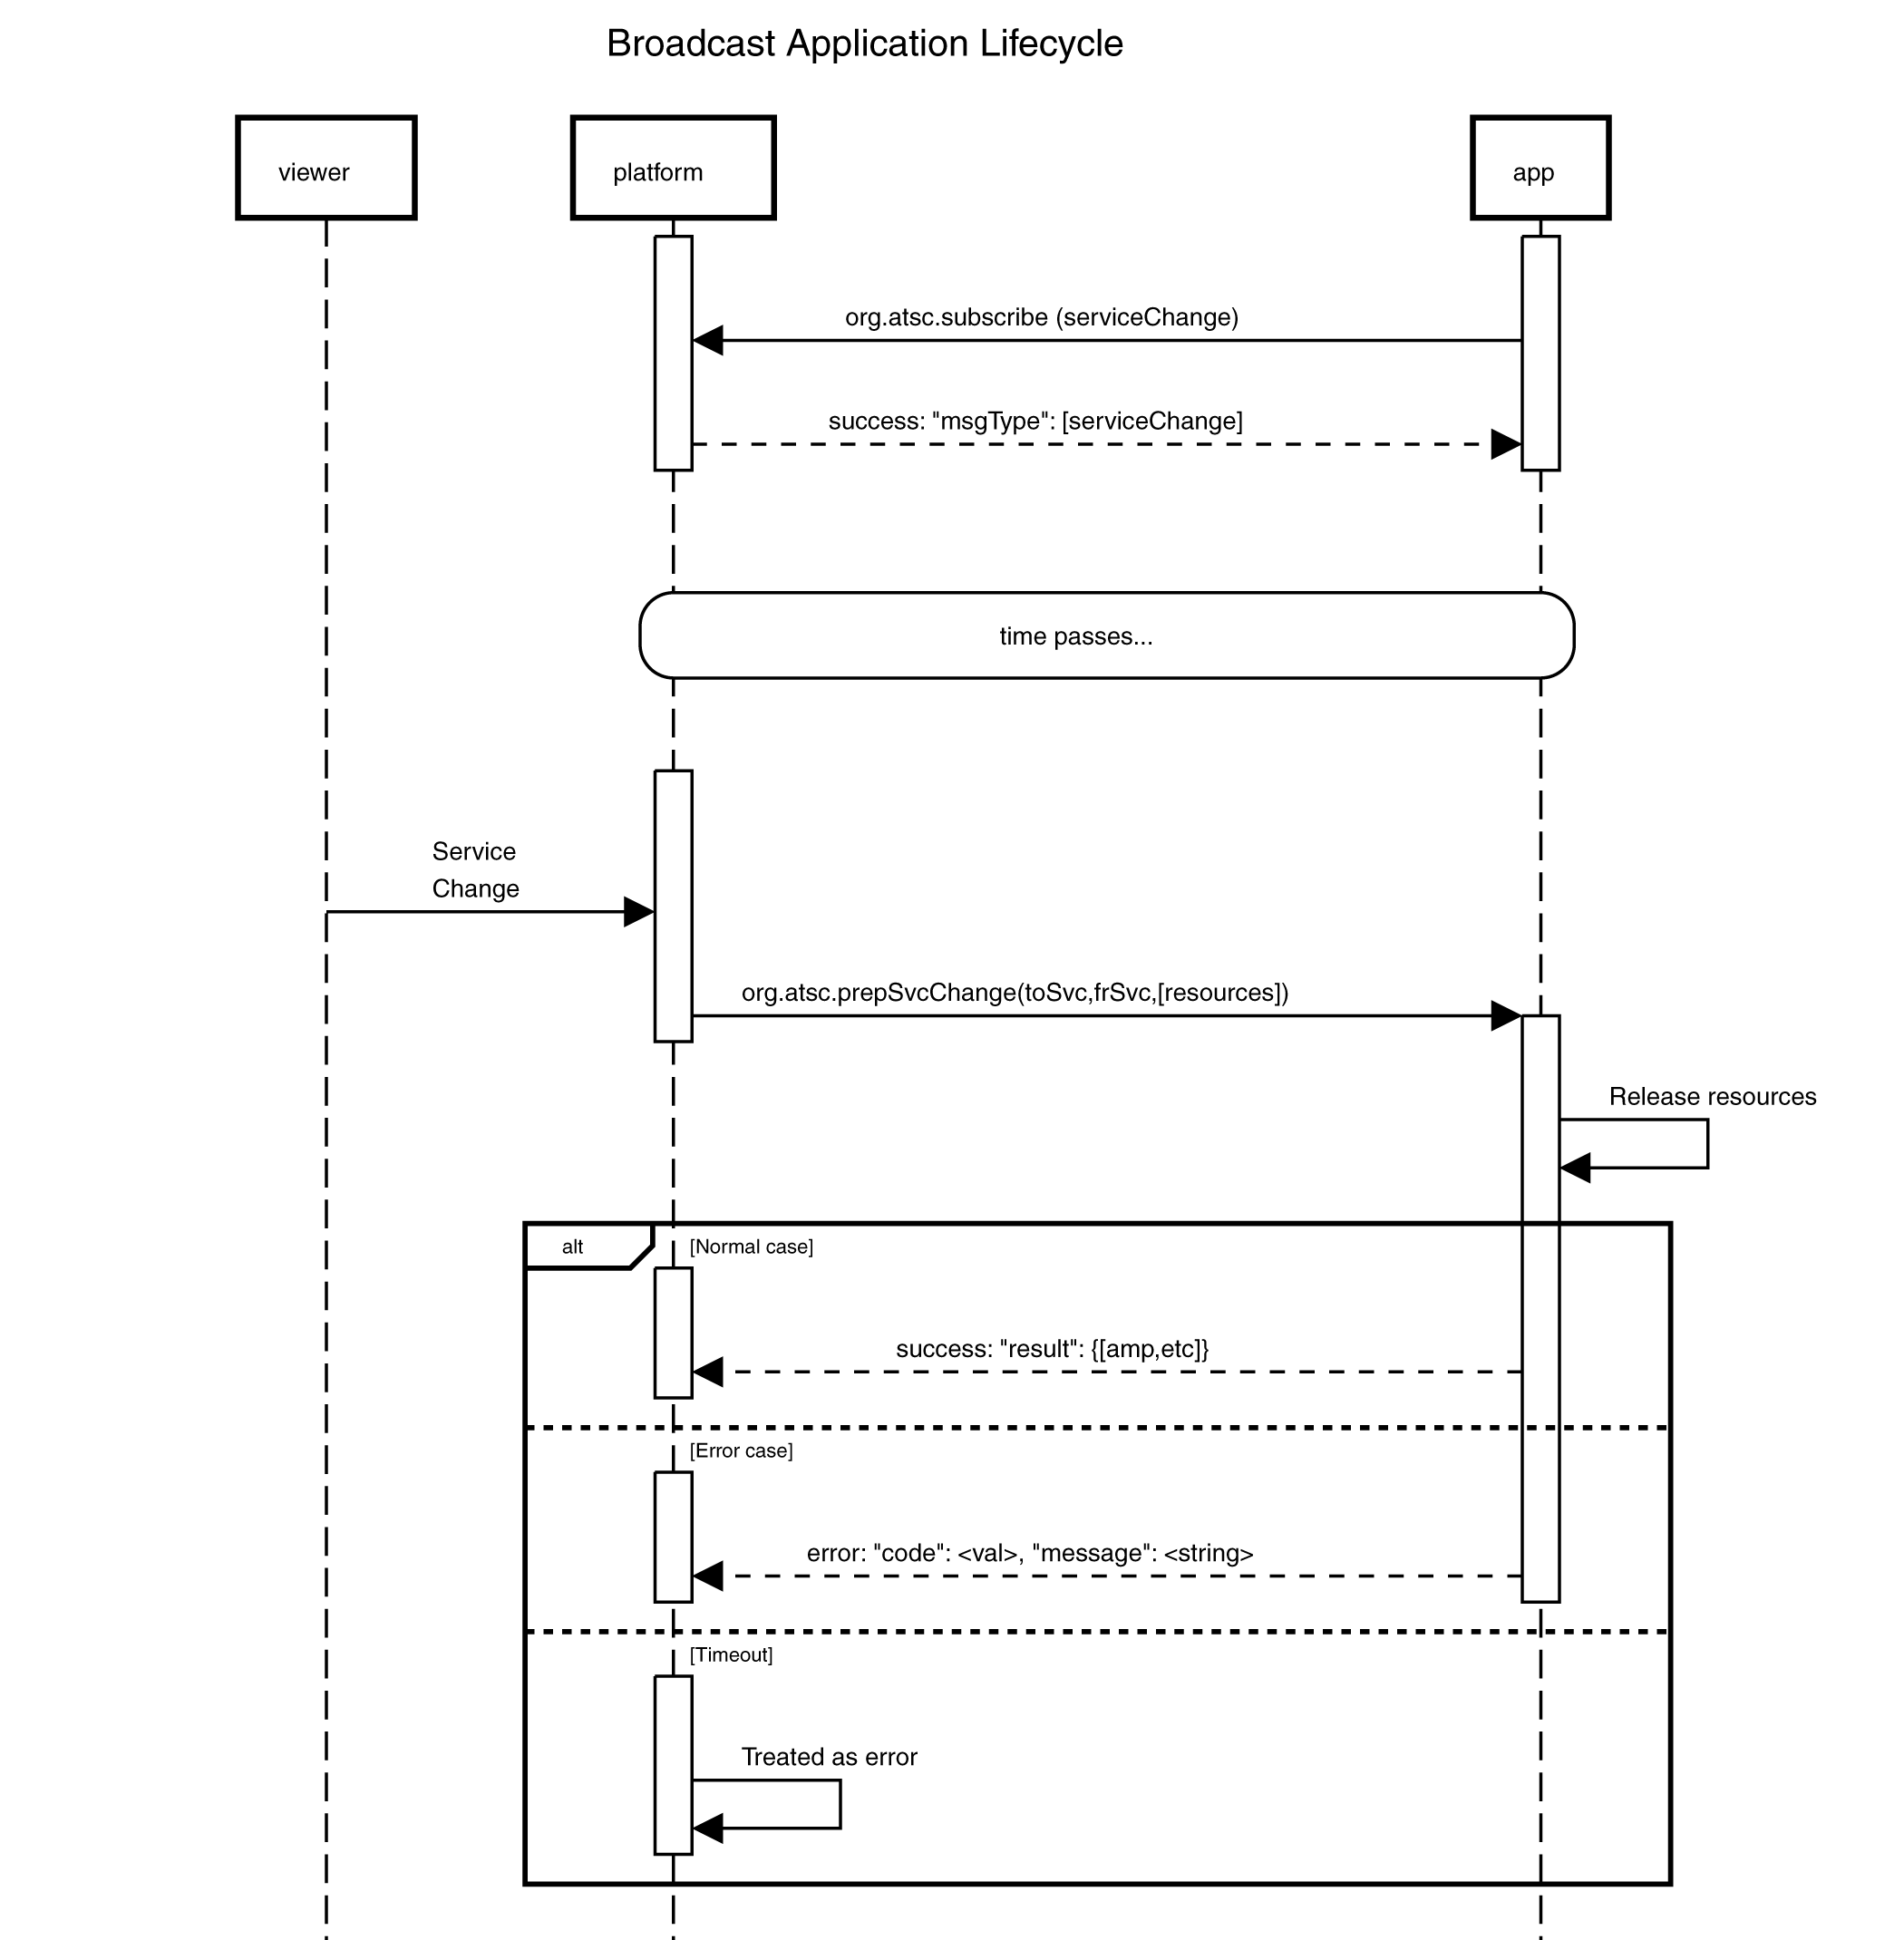 Broadcast Application Lifecycle
viewer
platform
app
org.atsc.subscribe (serviceChange)
success: "msgType": [serviceChange]
time passes...
Service
Change
org.atsc.prepSvcChange(toSvc,frSvc,[resources])
Release resources
alt
[Normal case]
success: "result": {[amp,etc]}
[Error case]
error: "code": <val>, "message": <string>
[Timeout]
Treated as error